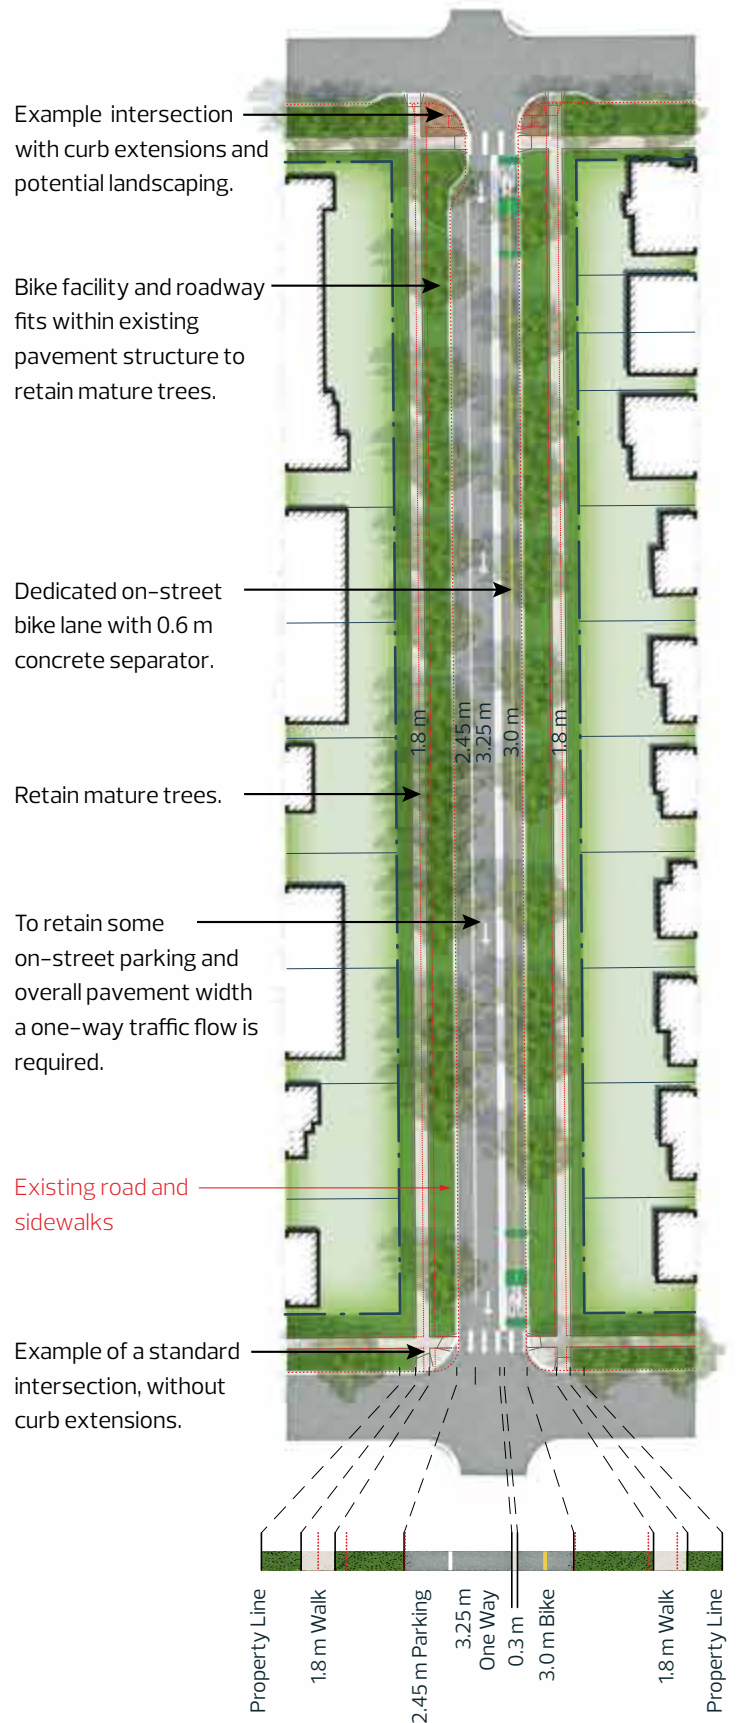 Example intersection
with curb extensions and
potential landscaping.
Bike facility and roadway
fits within existing
pavement structure to
retain mature trees.
Dedicated on-street
bike lane with 0.6 m
concrete separator.
1.8 m
2.45 m
3.25 m
3.0 m
1.8 m
Retain mature trees.
To retain some
on-street parking and
overall pavement width
a one-way traffic flow is
required.
Existing road and
sidewalks
Example of a standard
intersection, without
curb extensions.
Property Line
1.8 m Walk
2.45 m Parking
3.25 m
One Way
0.3 m
3.0 m Bike
1.8 m Walk
Property Line